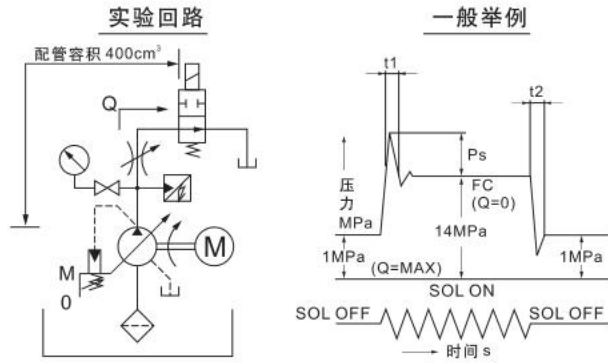 实验回路
配管容积 400cm³
Q
M
M
0
一般举例
t1
t2
Ps
压力
MPa
FC
(Q=0)
14MPa
1MPa
1MPa
(Q=MAX)
SOL ON
SOL OFF
SOL OFF
时间 s